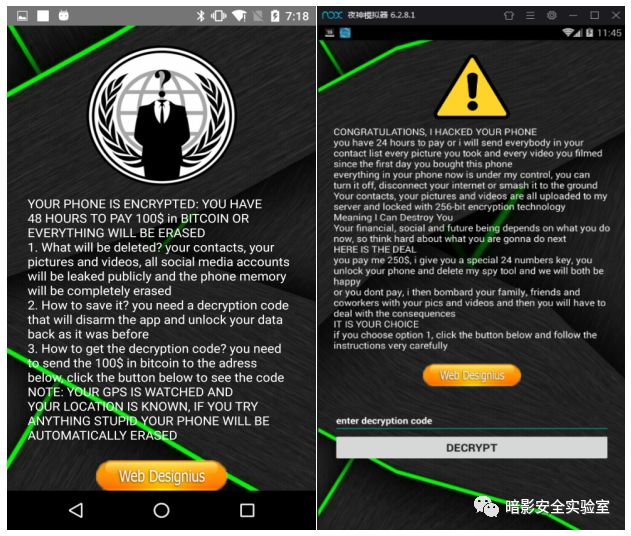 7:18
YOUR PHONE IS ENCRYPTED: YOU HAVE
48 HOURS TO PAY 100$ in BITCOIN OR
EVERYTHING WILL BE ERASED
1. What will be deleted? your contacts, your
pictures and videos, all social media accounts
will be leaked publicly and the phone memory
will be completely erased
2. How to save it? you need a decryption code
that will disarm the app and unlock your data
back as it was before
3. How to get the decryption code? you need
to send the 100$ in bitcoin to the adress
below, click the button below to see the code
NOTE: YOUR GPS IS WATCHED AND
YOUR LOCATION IS KNOWN, IF YOU TRY
ANYTHING STUPID YOUR PHONE WILL BE
AUTOMATICALLY ERASED
Web Designius
nox 夜神模拟器 6.2.8.1
11:45
CONGRATULATIONS, I HACKED YOUR PHONE
you have 24 hours to pay or i will send everybody in your
contact list every picture you took and every video you filmed
since the first day you bought this phone
everything in your phone now is under my control, you can
turn it off, disconnect your internet or smash it to the ground
Your contacts, your pictures and videos are all uploaded to my
server and locked with 256-bit encryption technology
Meaning I Can Destroy You
Your financial, social and future being depends on what you do
now, so think hard about what you are gonna do next
HERE IS THE DEAL
you pay me 250$, i give you a special 24 numbers key, you
unlock your phone and delete my spy tool and we will both be
happy
or you dont pay, i then bombard your family, friends and
coworkers with your pics and videos and then you will have to
deal with the consequences
IT IS YOUR CHOICE
if you choose option 1, click the button below and follow the
instructions very carefully
Web Designius
enter decryption code
DECRYPT
暗影安全实验室